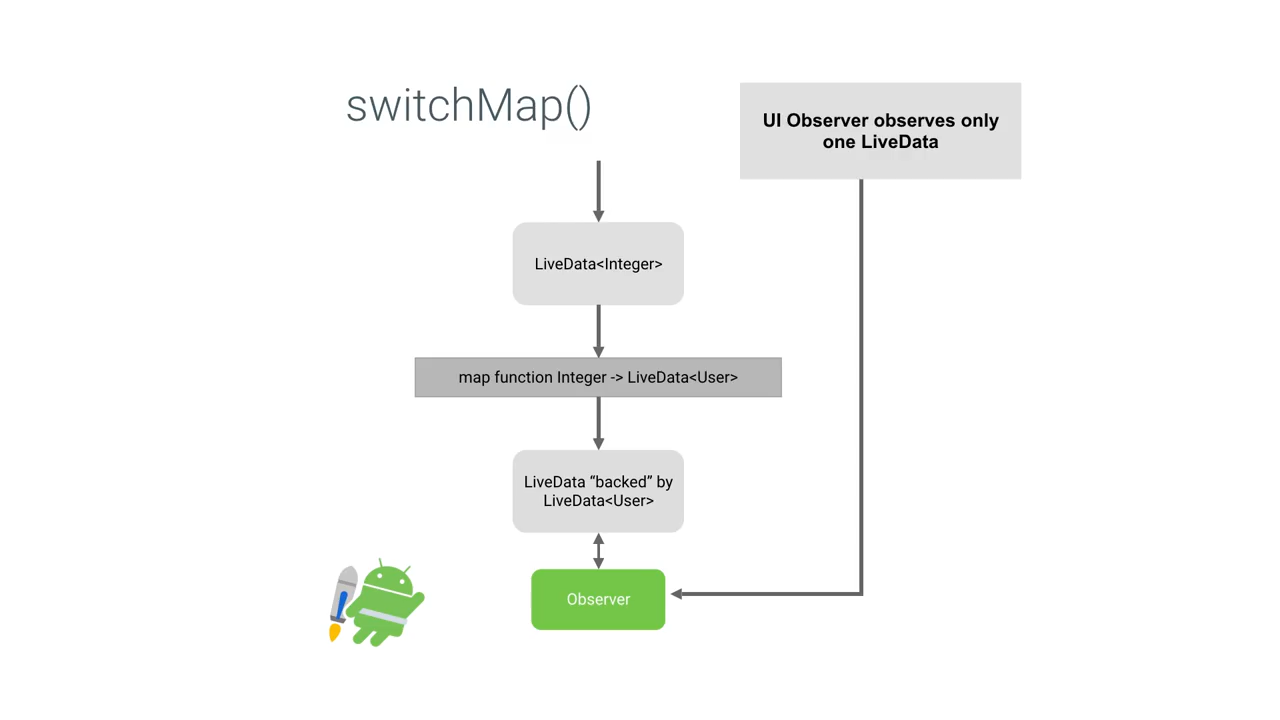 switchMap()
UI Observer observes only
one LiveData
LiveData<Integer>
map function Integer -> LiveData<User>
LiveData “backed” by
LiveData<User>
Observer